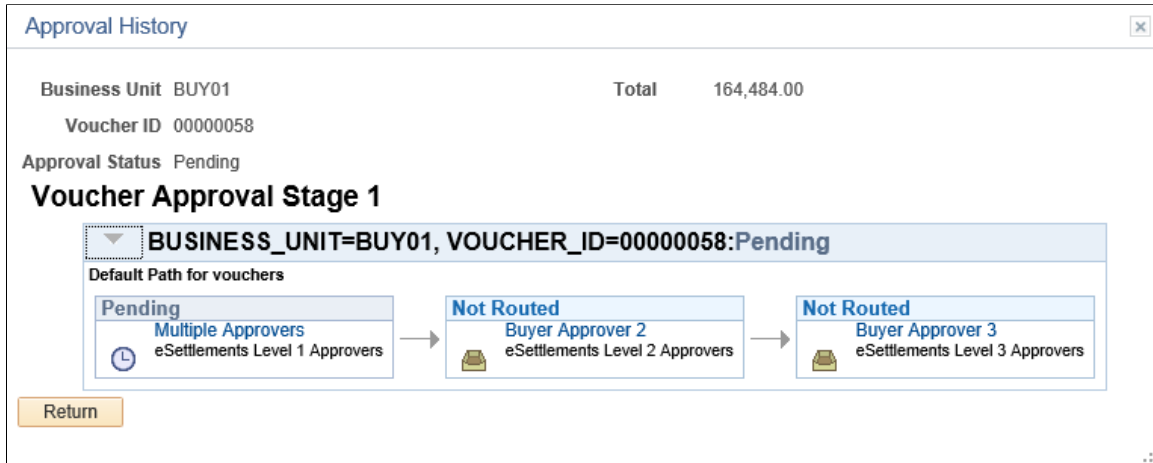 Approval History
Business Unit BUY01 Total 164,484.00
Voucher ID 00000058
Approval Status Pending
Voucher Approval Stage 1
BUSINESS_UNIT=BUY01, VOUCHER_ID=00000058:Pending
Default Path for vouchers
Pending
Multiple Approvers
eSettlements Level 1 Approvers
Not Routed
Buyer Approver 2
eSettlements Level 2 Approvers
Not Routed
Buyer Approver 3
eSettlements Level 3 Approvers
Return